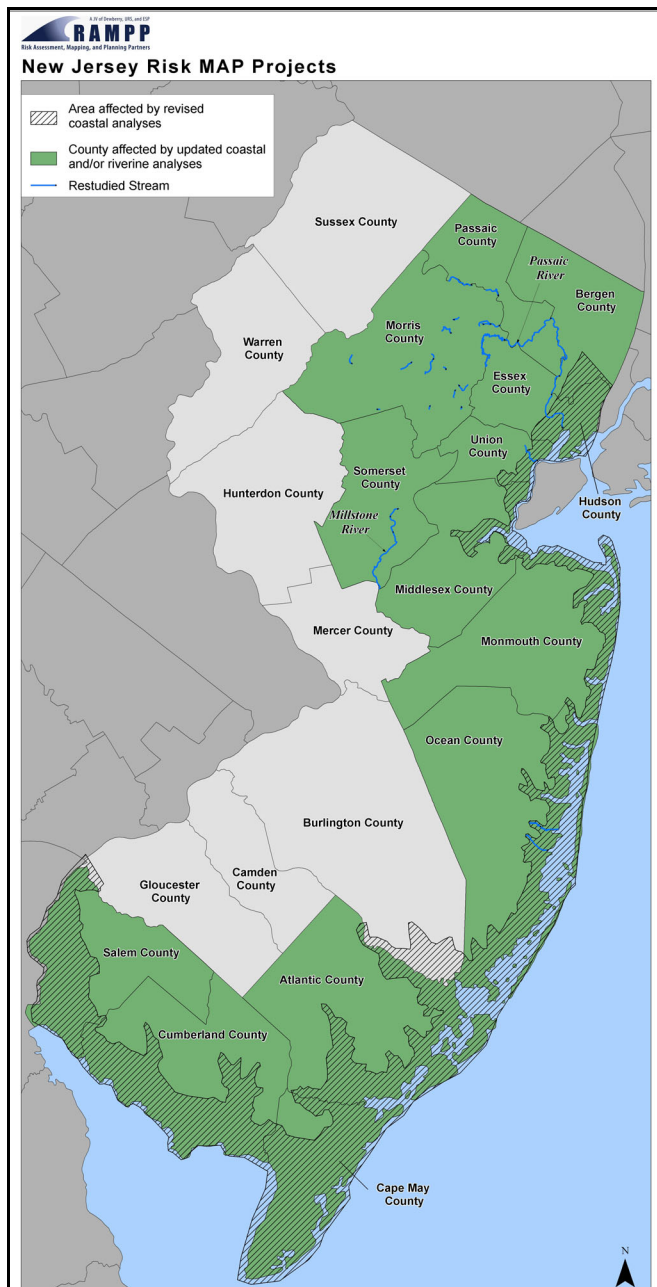 A JV of Dewberry, URS, and ESP
RAMPP
Risk Assessment, Mapping, and Planning Partners
New Jersey Risk MAP Projects
Area affected by revised
coastal analyses
County affected by updated coastal
and/or riverine analyses
Restudied Stream
Sussex County
Passaic
County
Passaic
River
Bergen
County
Morris
County
Warren
County
Essex
County
Union
County
Somerset
County
Hunterdon County
Hudson
County
Millstone
River
Middlesex County
Mercer County
Monmouth County
Ocean County
Burlington County
Camden
County
Gloucester
County
Salem County
Atlantic County
Cumberland County
Cape May
County
N